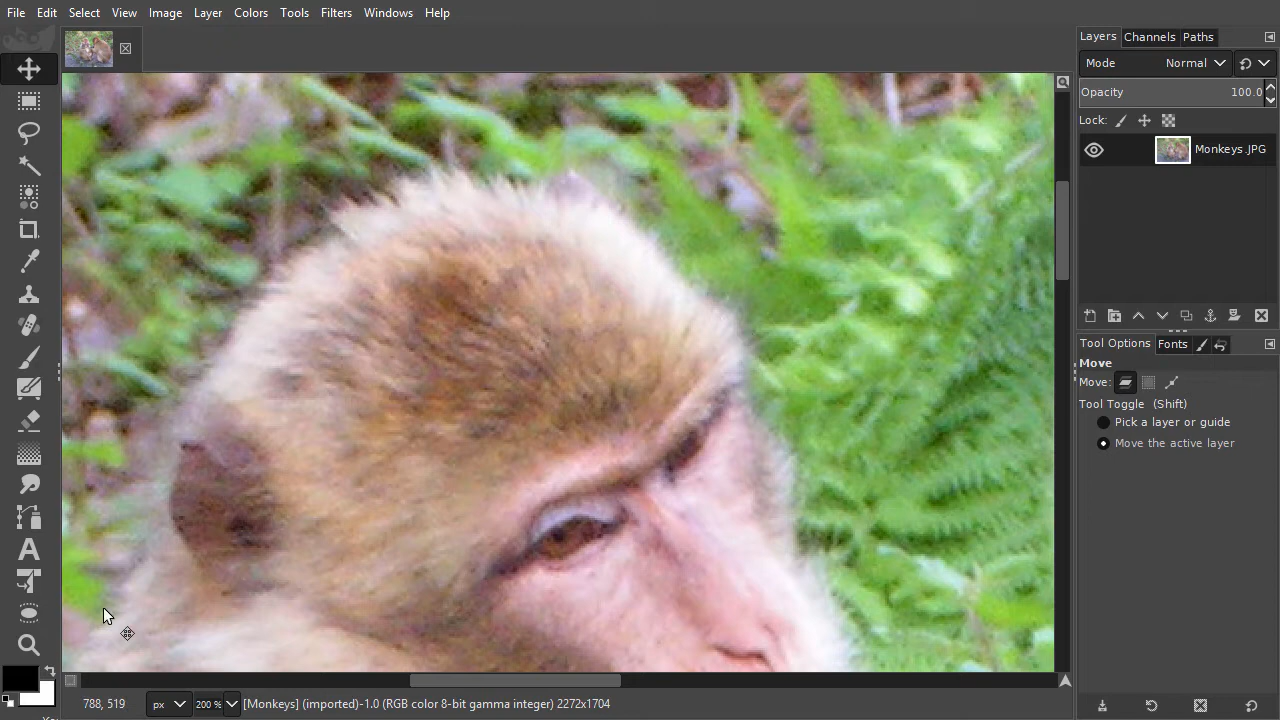 File Edit Select View Image Layer Colors Tools Filters Windows Help
Layers Channels Paths
Mode Normal
Opacity 100.0
Lock:
Monkeys.JPG
Tool Options Fonts
Move
Move:
Tool Toggle (Shift)
Pick a layer or guide
Move the active layer
788, 519 px 200 % [Monkeys] (imported)-1.0 (RGB color 8-bit gamma integer) 2272x1704